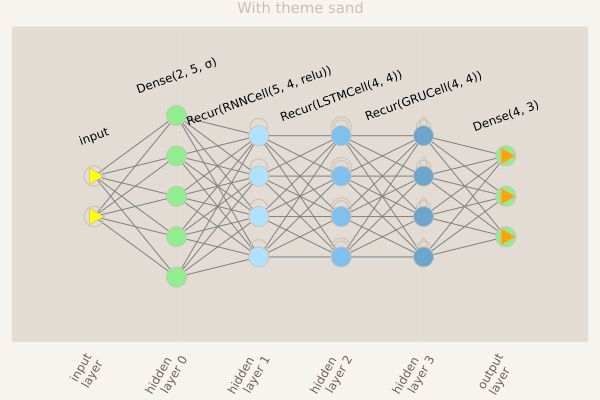 With theme sand
input
Dense(2, 5, σ)
Recur(RNNCell(5, 4, relu))
Recur(LSTMCell(4, 4))
Recur(GRUCell(4, 4))
Dense(4, 3)
input
layer
hidden
layer 0
hidden
layer 1
hidden
layer 2
hidden
layer 3
output
layer